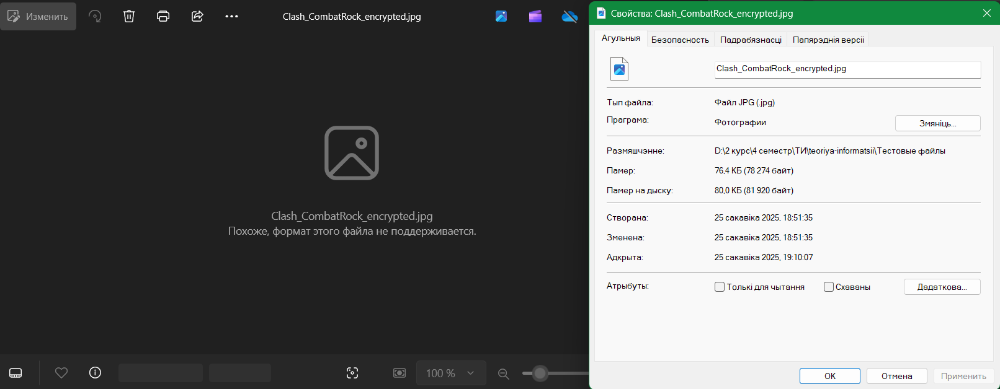 Изменить
Clash_CombatRock_encrypted.jpg
Clash_CombatRock_encrypted.jpg
Похоже, формат этого файла не поддерживается.
100 %
Свойства: Clash_CombatRock_encrypted.jpg
Агульныя Безопасность Падрабязнасці Папярэднія версіі
Clash_CombatRock_encrypted.jpg
Тып файла: Файл JPG (.jpg)
Праграма: Фотографии Змяніць...
Размяшчэнне: D:\2 курс\4 семестр\ТИ\teoriya-informatsii\Тестовые файлы
Памер: 76,4 КБ (78 274 байт)
Памер на дыску: 80,0 КБ (81 920 байт)
Створана: 25 сакавіка 2025, 18:51:35
Зменена: 25 сакавіка 2025, 18:51:35
Адкрыта: 25 сакавіка 2025, 19:10:07
Атрыбуты: Толькі для чытання Схаваны Дадаткова...
OK Отмена Применить